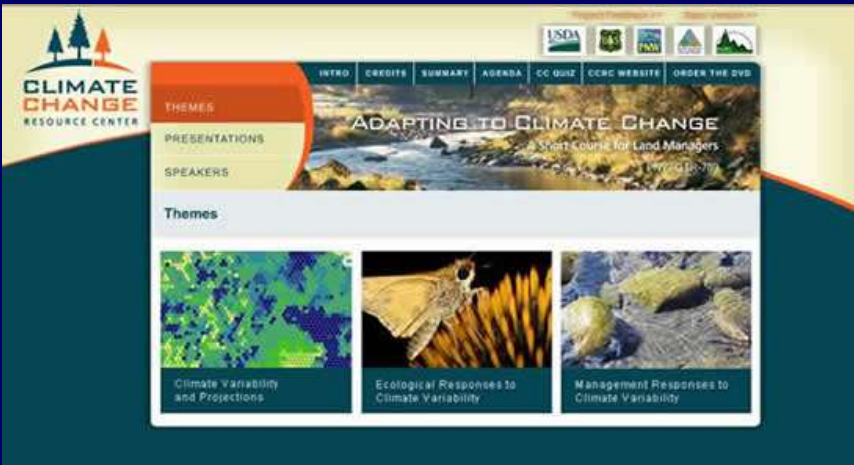 CLIMATE
CHANGE
RESOURCE CENTER
USDA
PNW
INTRO CREDITS SUMMARY AGENDA CC QUIZ CCRC WEBSITE ORDER THE DVD
THEMES
PRESENTATIONS
SPEAKERS
ADAPTING TO CLIMATE CHANGE
A Short Course for Land Managers
Themes
Climate Variability
and Projections
Ecological Responses to
Climate Variability
Management Responses to
Climate Variability